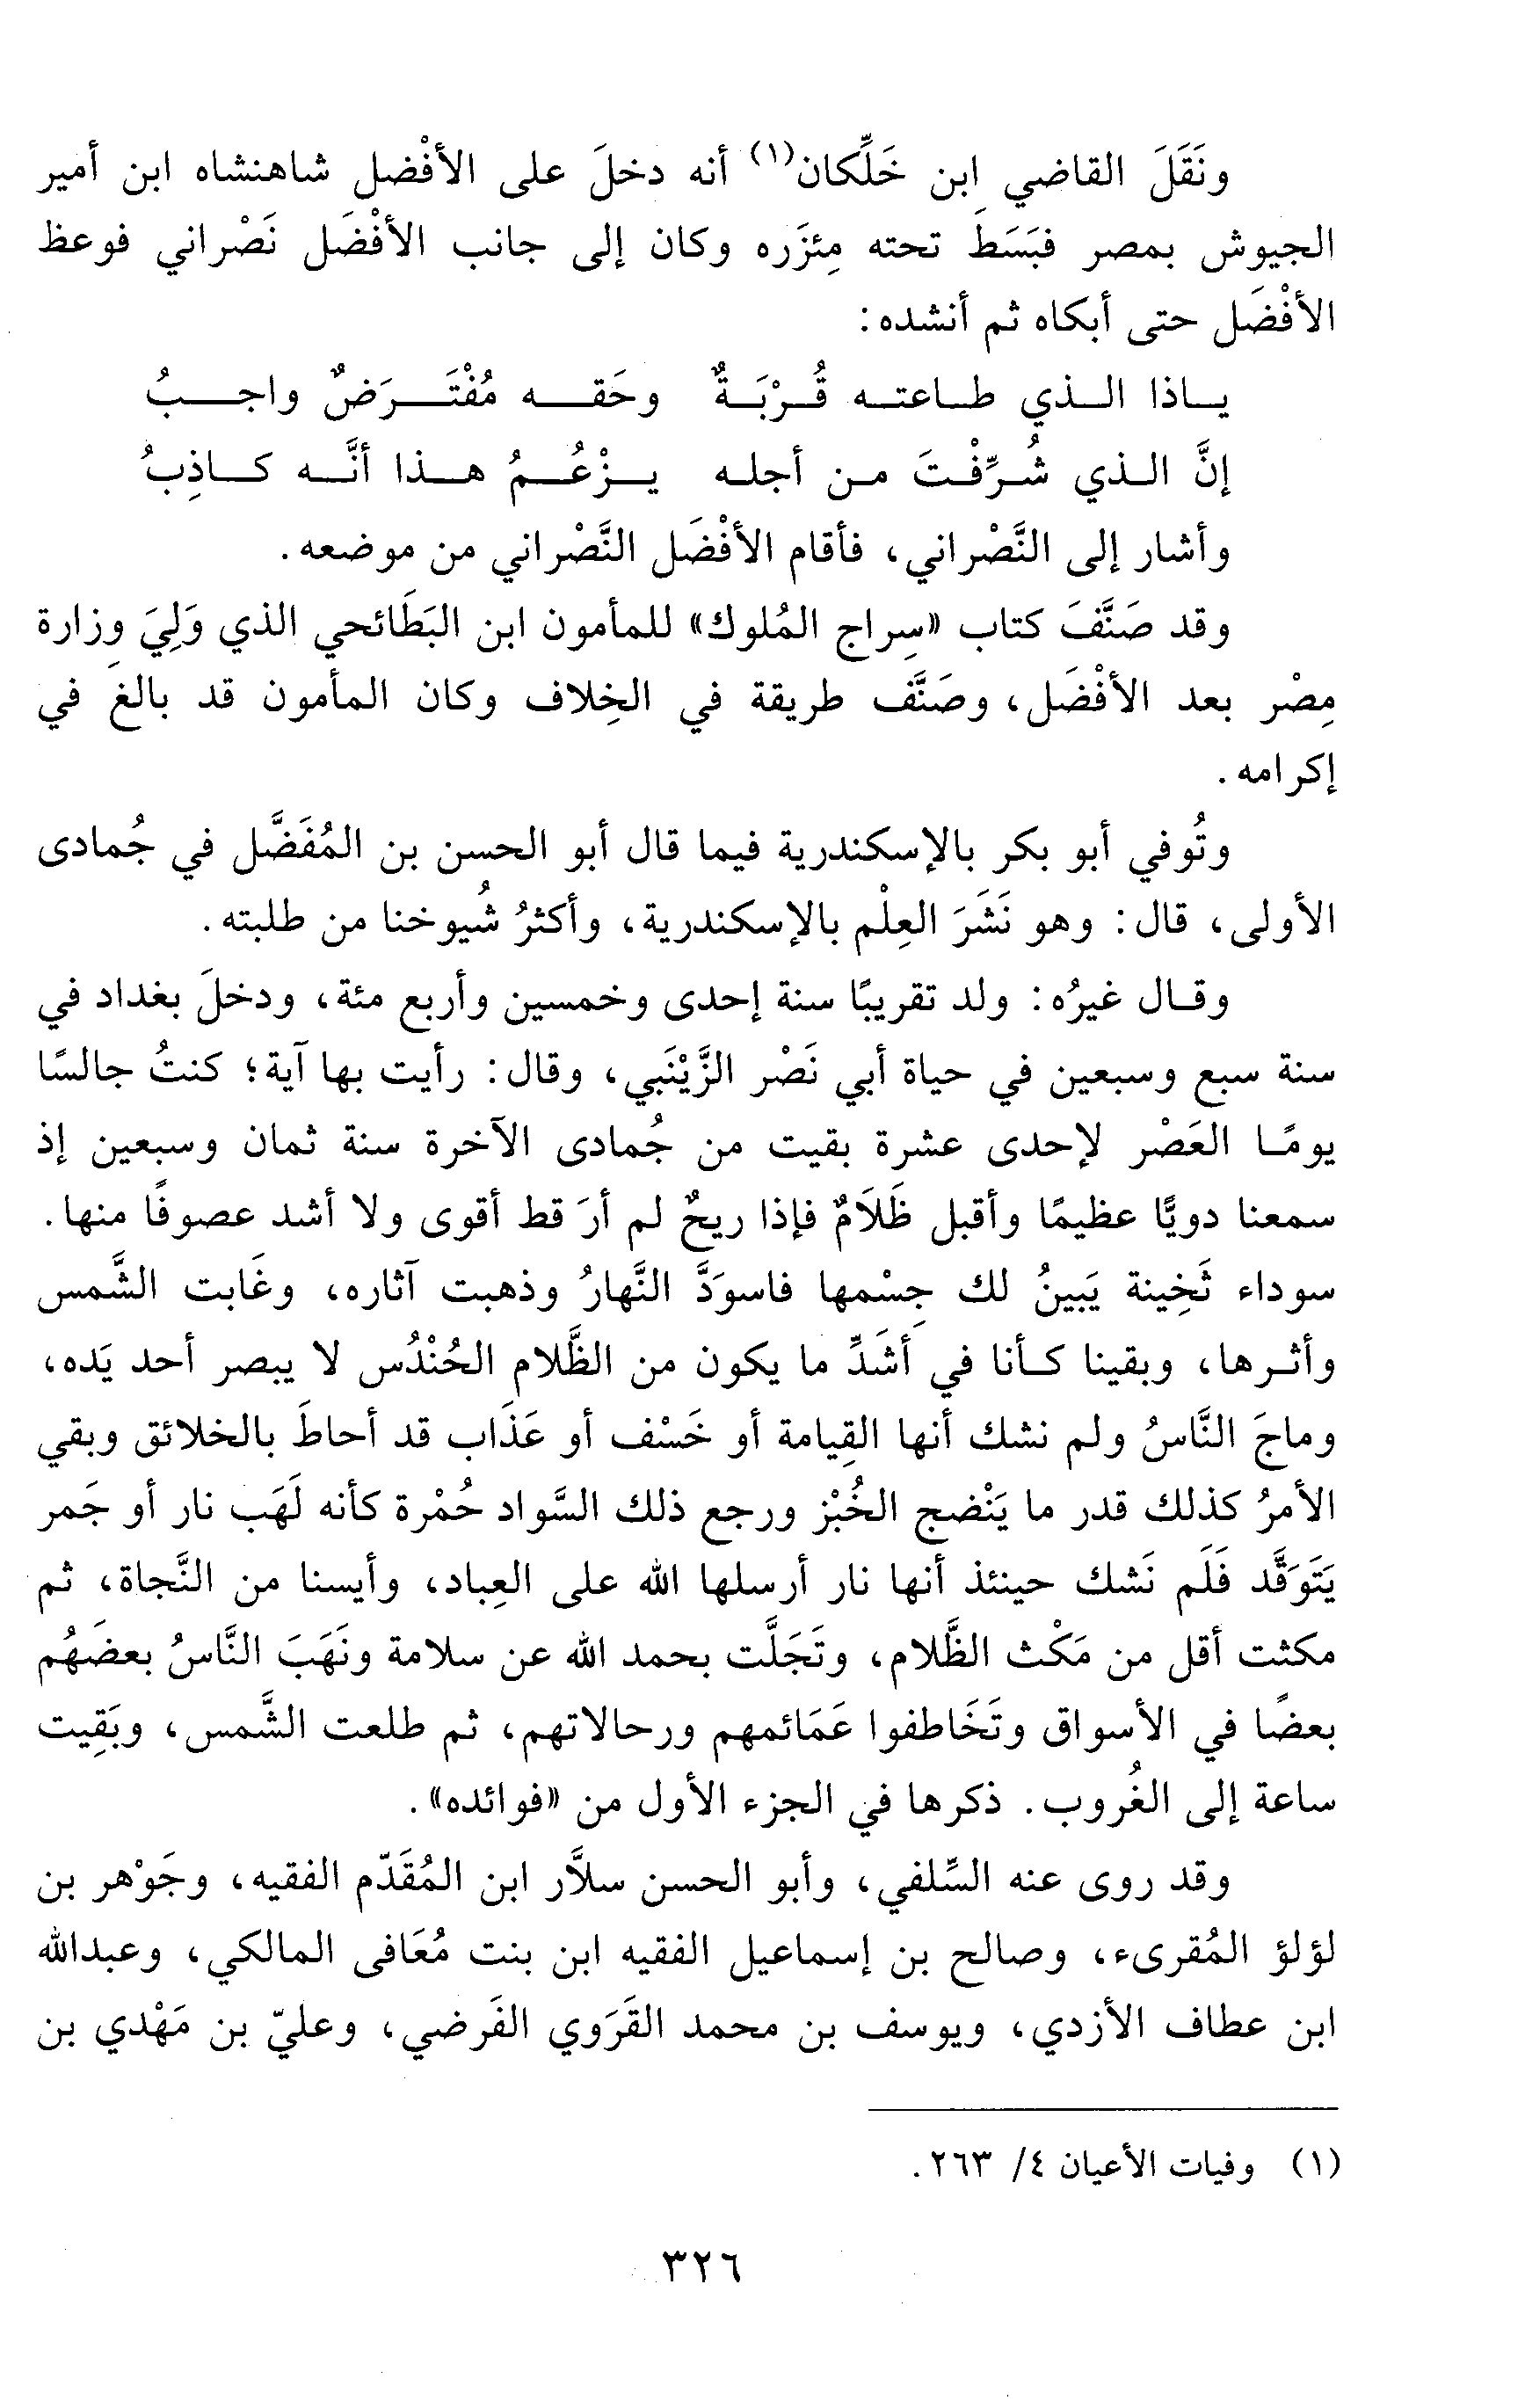 ونَقَلَ القاضي ابن خَلِّكان(١) أنه دخلَ على الأفْضل شاهنشاه ابن أمير
الجيوش بمصر فبَسَطَ تحته مِئزَره وكان إلى جانب الأفْضَل نَصْراني فوعظ
الأفْضَل حتى أبكاه ثم أنشده:
يـاذا الـذي طـاعتـه قُـرْبَـةٌ وحَقـه مُفْتَـرَضٌ واجـبُ
إنَّ الـذي شُـرِّفْـتَ مـن أجلـه يـزْعُـمُ هـذا أنَّـه كـاذِبُ
وأشار إلى النَّصْراني، فأقام الأفْضَل النَّصْراني من موضعه.
وقد صَنَّفَ كتاب «سِراج المُلوك» للمأمون ابن البَطَائحي الذي وَلِيَ وِزارة
مِصْر بعد الأفْضَل، وصَنَّف طريقة في الخِلاف وكان المأمون قد بالغ في
إكرامه.
وتُوفي أبو بكر بالإسكندرية فيما قال أبو الحسن بن المُفَضَّل في جُمادى
الأولى، قال: وهو نَشَرَ العِلْم بالإسكندرية، وأكثرُ شُيوخنا من طلبته.
وقـال غيرُه: ولد تقريبًا سنة إحدى وخمسين وأربع مئة، ودخلَ بغداد في
سنة سبع وسبعين في حياة أبي نَصْر الزَّيْنَبي، وقال: رأيت بها آية؛ كنتُ جالسًا
يومًـا العَصْر لإحدى عشرة بقيت من جُمادى الآخرة سنة ثمان وسبعين إذ
سمعنا دويًّا عظيمًا وأقبل ظَلَامٌ فإذا ريحٌ لم أرَ قط أقوى ولا أشد عصوفًا منها.
سوداء ثَخِينة يَبينُ لك جِسْمها فاسوَدَّ النَّهارُ وذهبت آثاره، وغَابت الشَّمس
وأثـرها، وبقينا كـأنا في أَشَدِّ ما يكون من الظَّلام الحُنْدُس لا يبصر أحد يَده،
وماجَ النَّاسُ ولم نشك أنها القِيامة أو خَسْف أو عَذَاب قد أحاطَ بالخلائق وبقي
الأمرُ كذلك قدر ما يَنْضج الخُبْز ورجع ذلك السَّواد حُمْرة كأنه لَهَب نار أو جَمر
يَتَوَقَّد فَلَم نَشك حينئذ أنها نار أرسلها الله على العِباد، وأيسنا من النَّجاة، ثم
مكثت أقل من مَكْث الظَّلام، وتَجَلَّت بحمد الله عن سلامة ونَهَبَ النَّاسُ بعضَهُم
بعضًا في الأسواق وتَخَاطفوا عَمَائمهم ورحالاتهم، ثم طلعت الشَّمس، وبَقِيت
ساعة إلى الغُروب. ذكرها في الجزء الأول من «فوائده».
وقد روى عنه السِّلفي، وأبو الحسن سلاَّر ابن المُقَدّم الفقيه، وجَوْهر بن
لؤلؤ المُقرىء، وصالح بن إسماعيل الفقيه ابن بنت مُعَافى المالكي، وعبدالله
ابن عطاف الأزدي، ويوسف بن محمد القَرَوي الفَرضي، وعليّ بن مَهْدي بن
(١) وفيات الأعيان ٤/ ٢٦٣.
٣٢٦